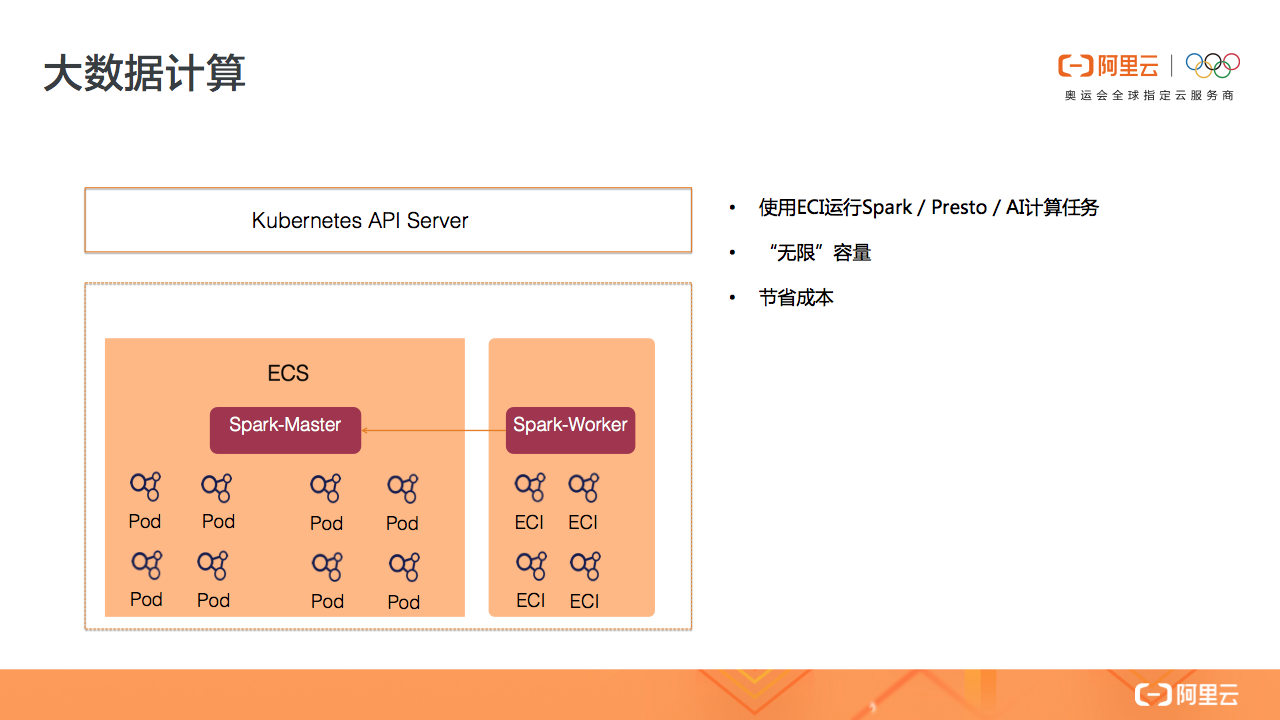 大数据计算
阿里云
奥运会全球指定云服务商
Kubernetes API Server
• 使用ECI运行Spark / Presto / AI计算任务
• “无限”容量
• 节省成本
ECS
Spark-Master
Spark-Worker
Pod Pod Pod Pod ECI ECI
Pod Pod Pod Pod ECI ECI
阿里云